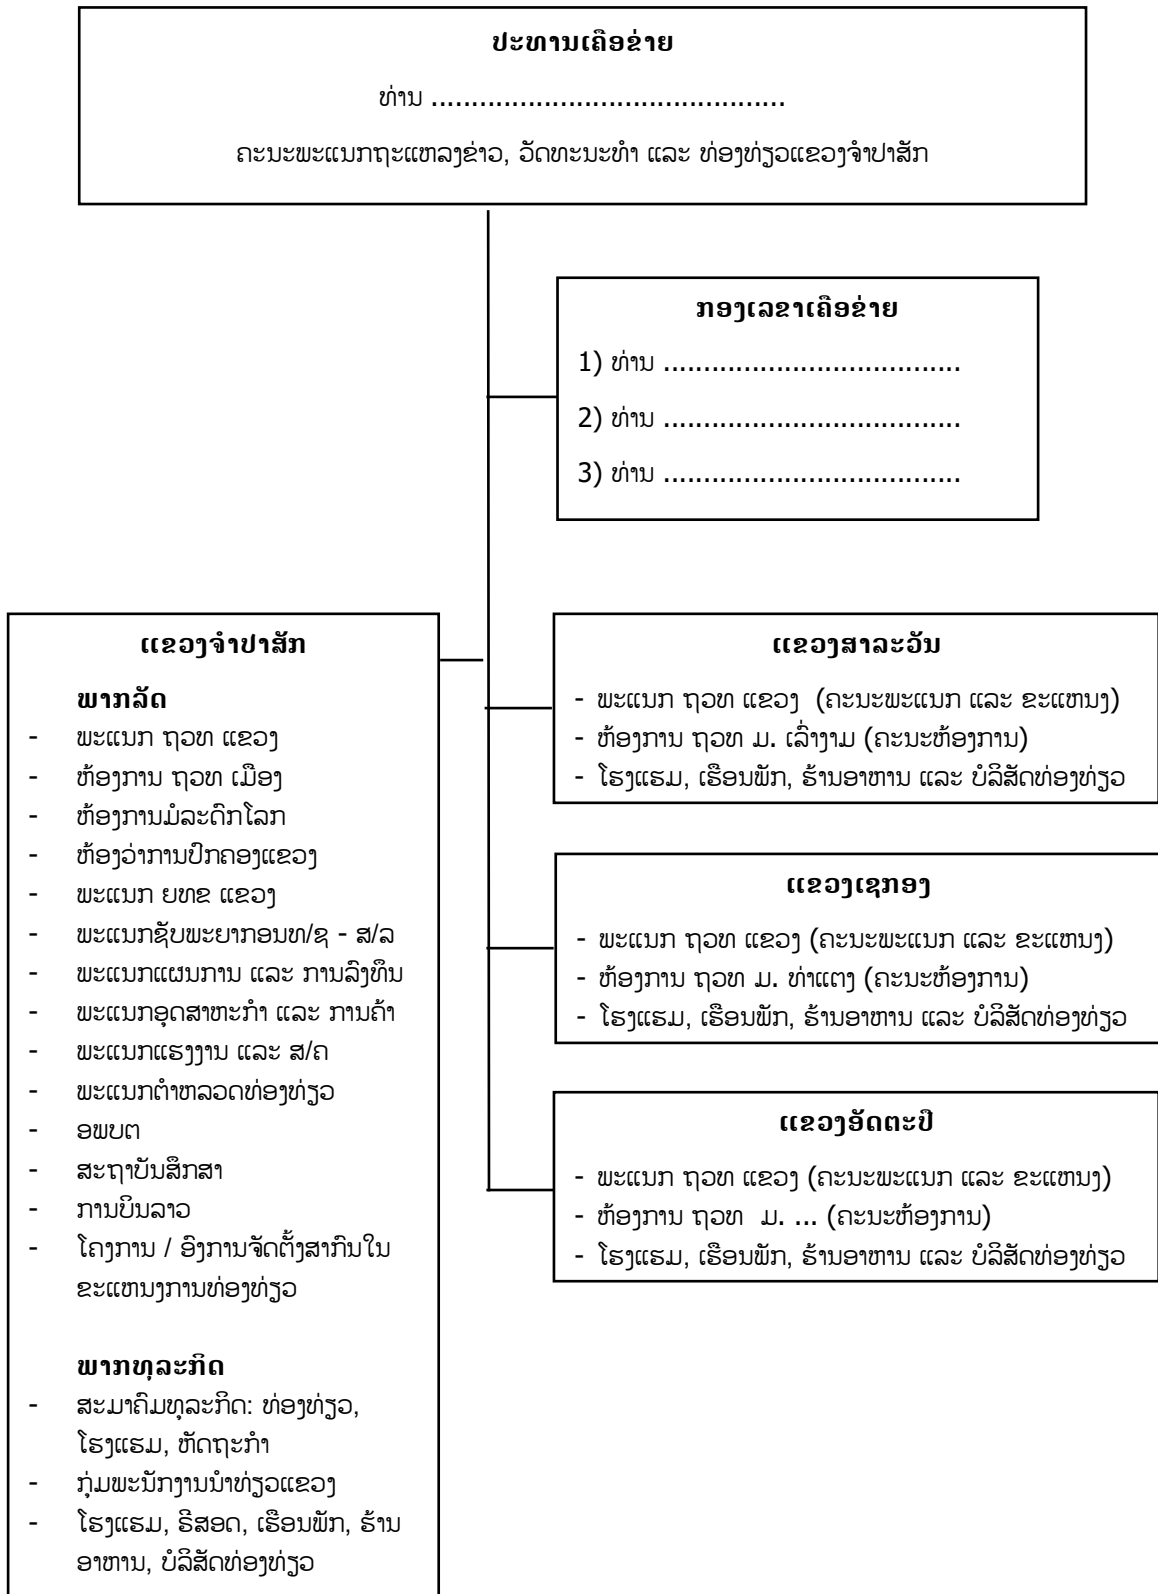 ປະທານເຄືອຂ່າຍ
ທ່ານ ............................................
ຄະນະພະແນກຖະແຫລງຂ່າວ, ວັດທະນະທຳ ແລະ ທ່ອງທ່ຽວແຂວງຈຳປາສັກ
ກອງເລຂາເຄືອຂ່າຍ
1) ທ່ານ .....................................
2) ທ່ານ .....................................
3) ທ່ານ .....................................
ແຂວງຈຳປາສັກ
ພາກລັດ
- ພະແນກ ຖວທ ແຂວງ
- ຫ້ອງການ ຖວທ ເມືອງ
- ຫ້ອງການມໍລະດົກໂລກ
- ຫ້ອງວ່າການປົກຄອງແຂວງ
- ພະແນກ ຍທຂ ແຂວງ
- ພະແນກຊັບພະຍາກອນທ/ຊ - ສ/ລ
- ພະແນກແຜນການ ແລະ ການລົງທຶນ
- ພະແນກອຸດສາຫະກຳ ແລະ ການຄ້າ
- ພະແນກແຮງງານ ແລະ ສ/ຄ
- ພະແນກຕຳຫລວດທ່ອງທ່ຽວ
- ອພບຕ
- ສະຖາບັນສຶກສາ
- ການບິນລາວ
- ໂຄງການ / ອົງການຈັດຕັ້ງສາກົນໃນ
ຂະແຫນງການທ່ອງທ່ຽວ
ພາກທຸລະກິດ
- ສະມາຄົມທຸລະກິດ: ທ່ອງທ່ຽວ,
ໂຮງແຮມ, ຫັດຖະກຳ
- ກຸ່ມພະນັກງານນຳທ່ຽວແຂວງ
- ໂຮງແຮມ, ຣີສອດ, ເຮືອນພັກ, ຮ້ານ
ອາຫານ, ບໍລິສັດທ່ອງທ່ຽວ
ແຂວງສາລະວັນ
- ພະແນກ ຖວທ ແຂວງ (ຄະນະພະແນກ ແລະ ຂະແຫນງ)
- ຫ້ອງການ ຖວທ ມ. ເລົ່າງາມ (ຄະນະຫ້ອງການ)
- ໂຮງແຮມ, ເຮືອນພັກ, ຮ້ານອາຫານ ແລະ ບໍລິສັດທ່ອງທ່ຽວ
ແຂວງເຊກອງ
- ພະແນກ ຖວທ ແຂວງ (ຄະນະພະແນກ ແລະ ຂະແຫນງ)
- ຫ້ອງການ ຖວທ ມ. ທ່າແຕງ (ຄະນະຫ້ອງການ)
- ໂຮງແຮມ, ເຮືອນພັກ, ຮ້ານອາຫານ ແລະ ບໍລິສັດທ່ອງທ່ຽວ
ແຂວງອັດຕະປື
- ພະແນກ ຖວທ ແຂວງ (ຄະນະພະແນກ ແລະ ຂະແຫນງ)
- ຫ້ອງການ ຖວທ ມ. ... (ຄະນະຫ້ອງການ)
- ໂຮງແຮມ, ເຮືອນພັກ, ຮ້ານອາຫານ ແລະ ບໍລິສັດທ່ອງທ່ຽວ